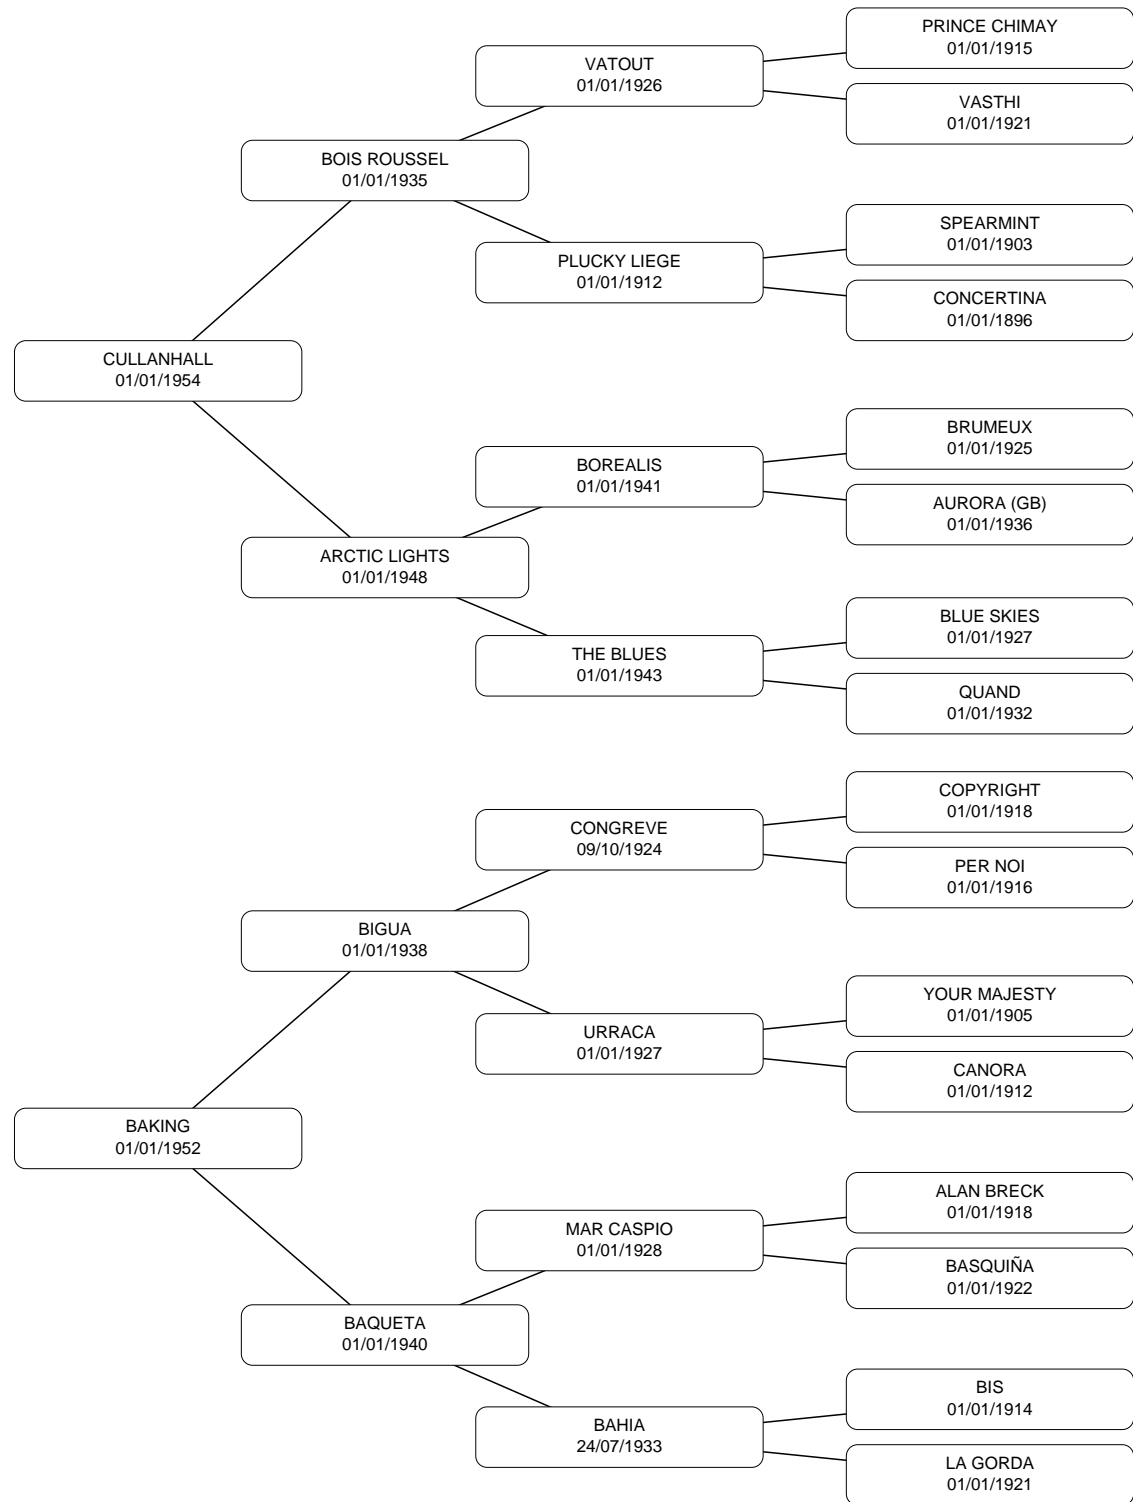 PRINCE CHIMAY
01/01/1915
VATOUT
01/01/1926
VASTHI
01/01/1921
BOIS ROUSSEL
01/01/1935
SPEARMINT
01/01/1903
PLUCKY LIEGE
01/01/1912
CONCERTINA
01/01/1896
CULLANHALL
01/01/1954
BRUMEUX
01/01/1925
BOREALIS
01/01/1941
AURORA (GB)
01/01/1936
ARCTIC LIGHTS
01/01/1948
BLUE SKIES
01/01/1927
THE BLUES
01/01/1943
QUAND
01/01/1932
COPYRIGHT
01/01/1918
CONGREVE
09/10/1924
PER NOI
01/01/1916
BIGUA
01/01/1938
YOUR MAJESTY
01/01/1905
URRACA
01/01/1927
CANORA
01/01/1912
BAKING
01/01/1952
ALAN BRECK
01/01/1918
MAR CASPIO
01/01/1928
BASQUIÑA
01/01/1922
BAQUETA
01/01/1940
BIS
01/01/1914
BAHIA
24/07/1933
LA GORDA
01/01/1921